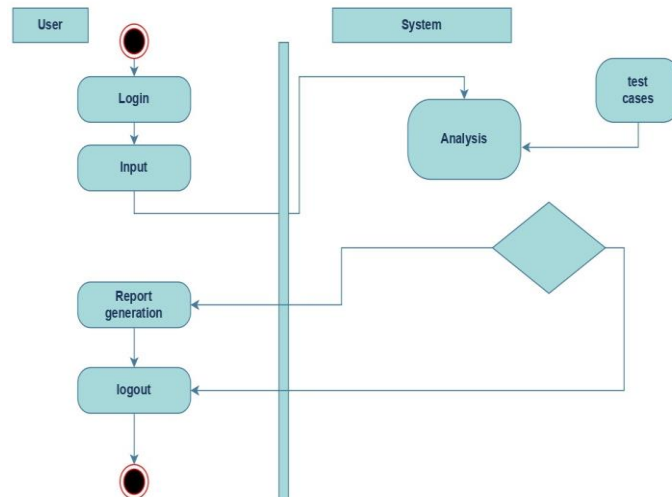 User
System
Login
test
cases
Analysis
Input
Report
generation
logout